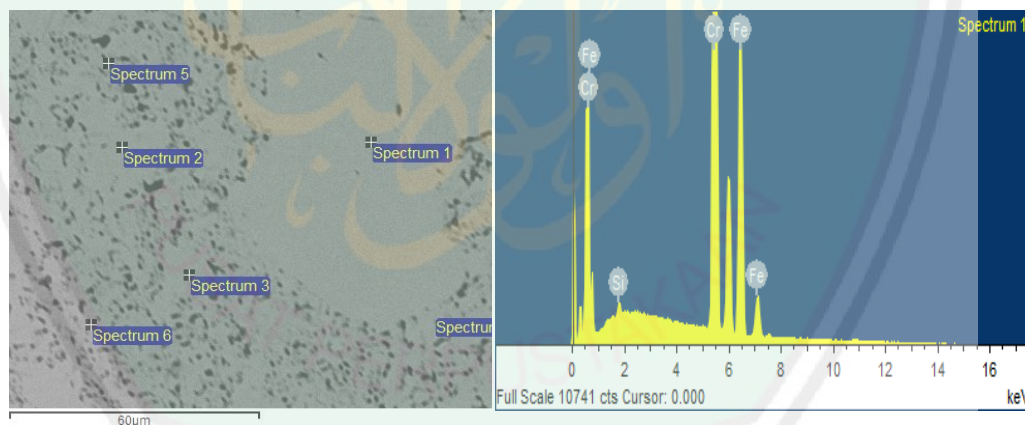 Spectrum 5
Spectrum 2
Spectrum 1
Spectrum 3
Spectrum 6
Spectrum
60µm
Spectrum 1
Cr
Fe
Fe
Cr
Si
Fe
0 2 4 6 8 10 12 14 16
Full Scale 10741 cts Cursor: 0.000
keV